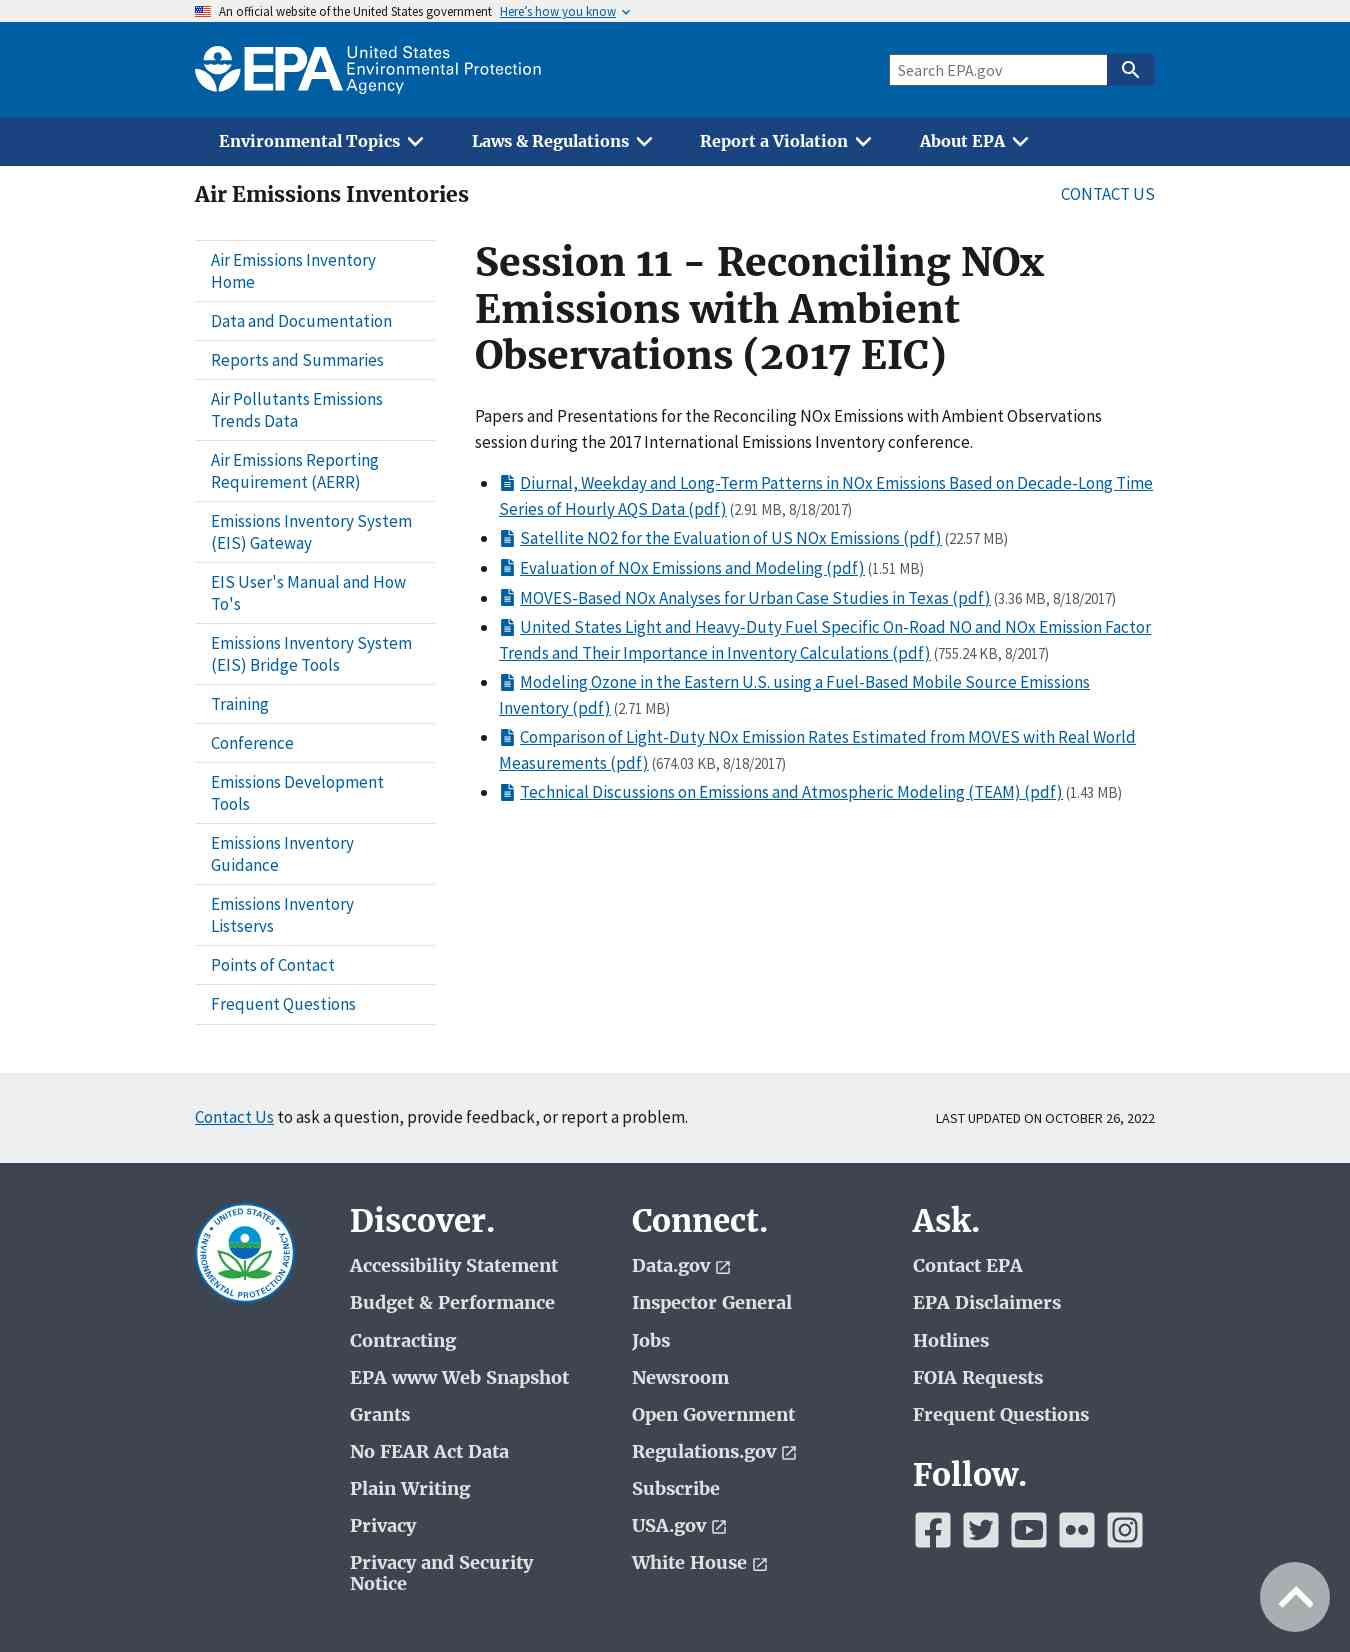 An official website of the United States government Here’s how you know
EPA United States
Environmental Protection
Agency
Search EPA.gov
Environmental Topics Laws & Regulations Report a Violation About EPA
Air Emissions Inventories
CONTACT US
Air Emissions Inventory
Home
Data and Documentation
Reports and Summaries
Air Pollutants Emissions
Trends Data
Air Emissions Reporting
Requirement (AERR)
Emissions Inventory System
(EIS) Gateway
EIS User's Manual and How
To's
Emissions Inventory System
(EIS) Bridge Tools
Training
Conference
Emissions Development
Tools
Emissions Inventory
Guidance
Emissions Inventory
Listservs
Points of Contact
Frequent Questions
Session 11 - Reconciling NOx
Emissions with Ambient
Observations (2017 EIC)
Papers and Presentations for the Reconciling NOx Emissions with Ambient Observations
session during the 2017 International Emissions Inventory conference.
Diurnal, Weekday and Long-Term Patterns in NOx Emissions Based on Decade-Long Time
Series of Hourly AQS Data (pdf) (2.91 MB, 8/18/2017)
Satellite NO2 for the Evaluation of US NOx Emissions (pdf) (22.57 MB)
Evaluation of NOx Emissions and Modeling (pdf) (1.51 MB)
MOVES-Based NOx Analyses for Urban Case Studies in Texas (pdf) (3.36 MB, 8/18/2017)
United States Light and Heavy-Duty Fuel Specific On-Road NO and NOx Emission Factor
Trends and Their Importance in Inventory Calculations (pdf) (755.24 KB, 8/2017)
Modeling Ozone in the Eastern U.S. using a Fuel-Based Mobile Source Emissions
Inventory (pdf) (2.71 MB)
Comparison of Light-Duty NOx Emission Rates Estimated from MOVES with Real World
Measurements (pdf) (674.03 KB, 8/18/2017)
Technical Discussions on Emissions and Atmospheric Modeling (TEAM) (pdf) (1.43 MB)
Contact Us to ask a question, provide feedback, or report a problem.
LAST UPDATED ON OCTOBER 26, 2022
UNITED STATES
ENVIRONMENTAL PROTECTION AGENCY
Discover.
Accessibility Statement
Budget & Performance
Contracting
EPA www Web Snapshot
Grants
No FEAR Act Data
Plain Writing
Privacy
Privacy and Security
Notice
Connect.
Data.gov
Inspector General
Jobs
Newsroom
Open Government
Regulations.gov
Subscribe
USA.gov
White House
Ask.
Contact EPA
EPA Disclaimers
Hotlines
FOIA Requests
Frequent Questions
Follow.